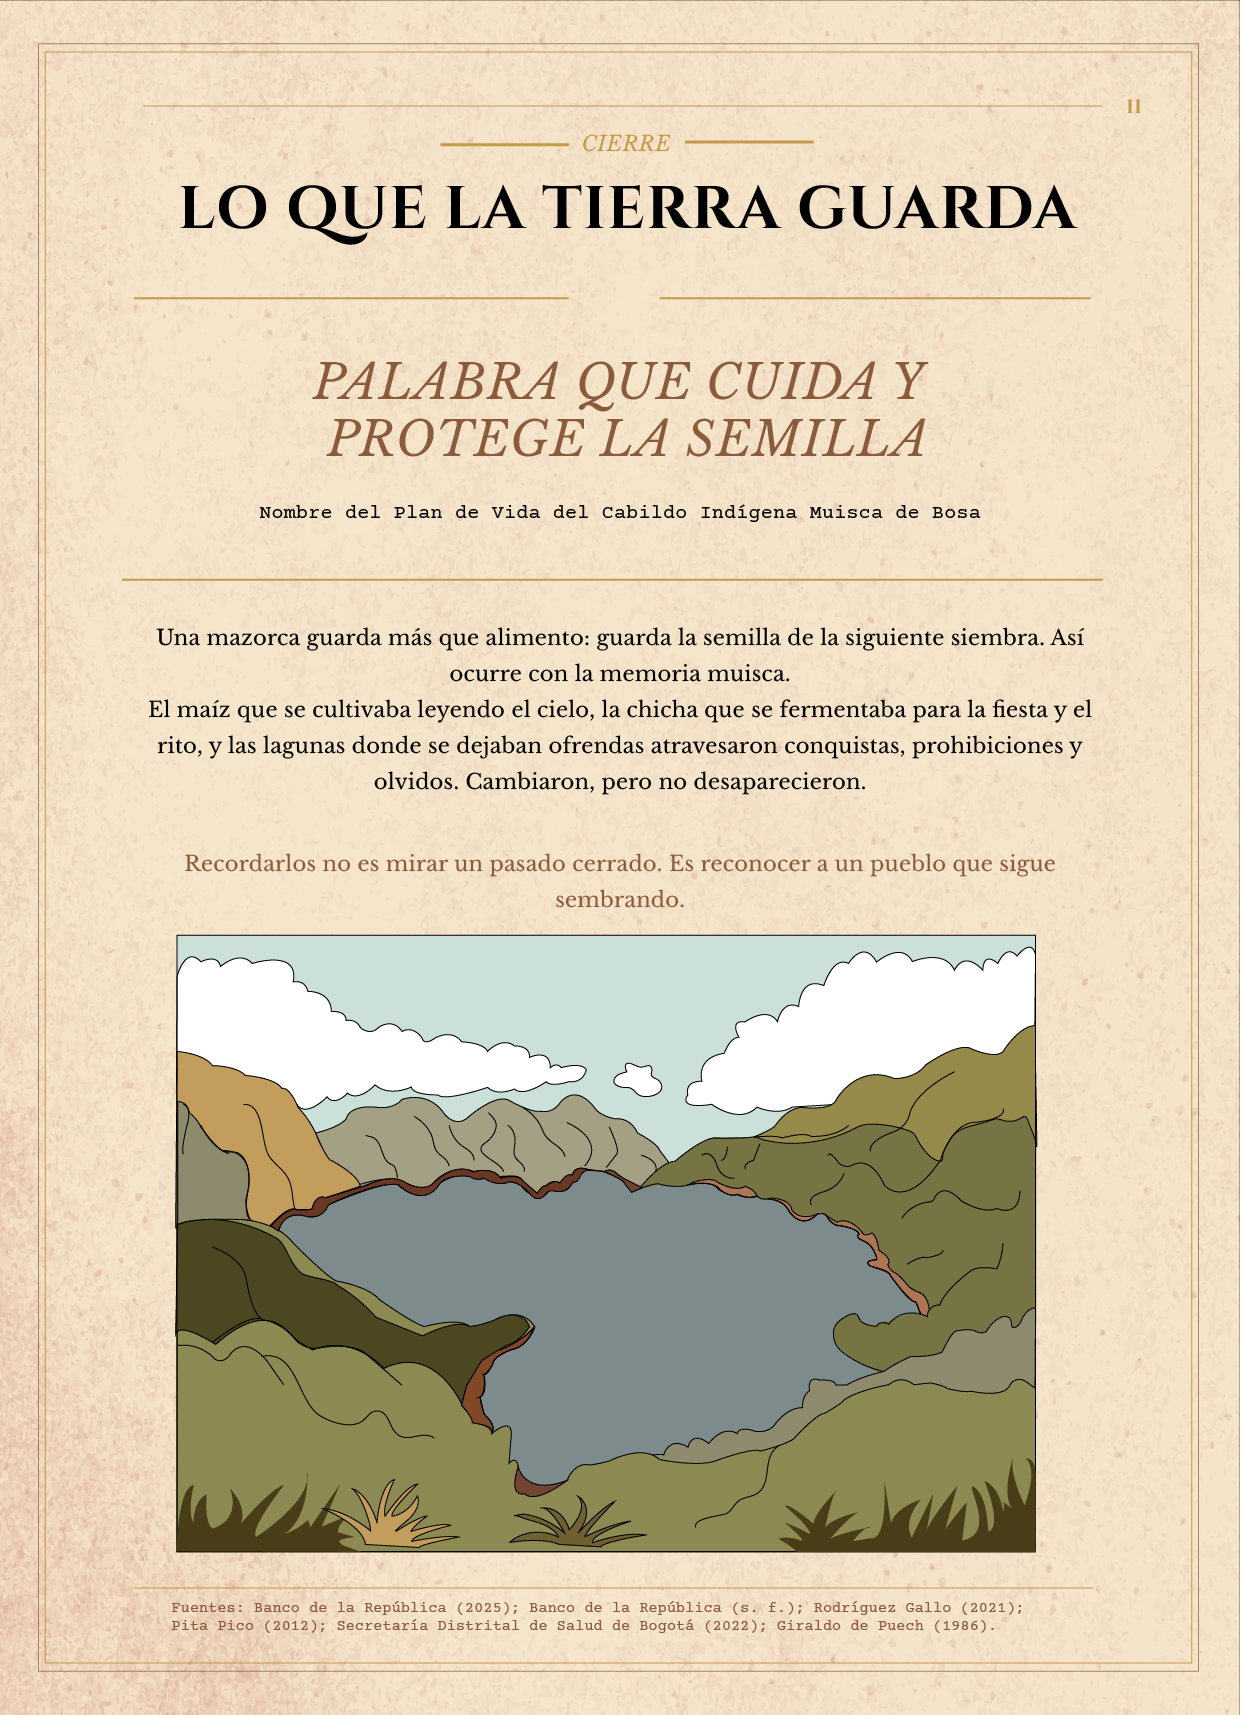 11
CIERRE
LO QUE LA TIERRA GUARDA
PALABRA QUE CUIDA Y
PROTEGE LA SEMILLA
Nombre del Plan de Vida del Cabildo Indígena Muisca de Bosa
Una mazorca guarda más que alimento: guarda la semilla de la siguiente siembra. Así
ocurre con la memoria muisca.
El maíz que se cultivaba leyendo el cielo, la chicha que se fermentaba para la fiesta y el
rito, y las lagunas donde se dejaban ofrendas atravesaron conquistas, prohibiciones y
olvidos. Cambiaron, pero no desaparecieron.
Recordarlos no es mirar un pasado cerrado. Es reconocer a un pueblo que sigue
sembrando.
Fuentes: Banco de la República (2025); Banco de la República (s. f.); Rodríguez Gallo (2021);
Pita Pico (2012); Secretaría Distrital de Salud de Bogotá (2022); Giraldo de Puech (1986).